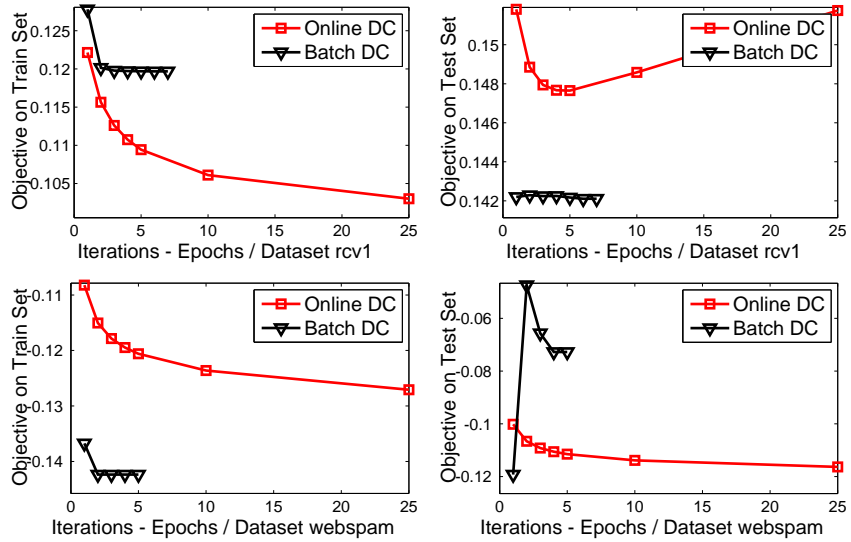 Objective on Train Set
0.125
0.12
0.115
0.11
0.105
Online DC
Batch DC
0 5 10 15 20 25
Iterations - Epochs / Dataset rcv1
Objective on Test Set
0.15
0.148
0.146
0.144
0.142
Online DC
Batch DC
0 5 10 15 20 25
Iterations - Epochs / Dataset rcv1
Objective on Train Set
-0.11
-0.12
-0.13
-0.14
Online DC
Batch DC
0 5 10 15 20 25
Iterations - Epochs / Dataset webspam
Objective on Test Set
-0.06
-0.08
-0.1
-0.12
Online DC
Batch DC
0 5 10 15 20 25
Iterations - Epochs / Dataset webspam